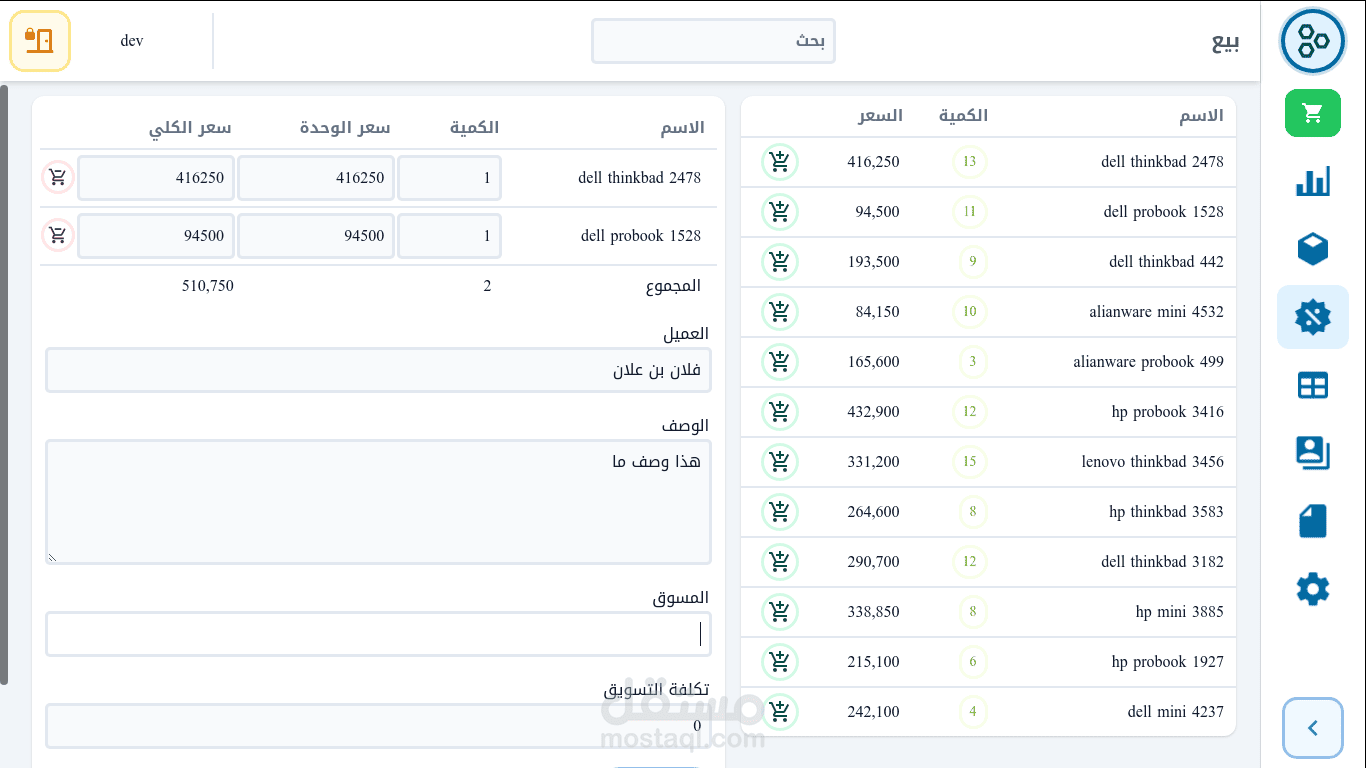 بيع
بحث
dev
الاسم الكمية السعر
dell thinkbad 2478 13 416,250
dell probook 1528 11 94,500
dell thinkbad 442 9 193,500
alianware mini 4532 10 84,150
alianware probook 499 3 165,600
hp probook 3416 12 432,900
lenovo thinkbad 3456 15 331,200
hp thinkbad 3583 8 264,600
dell thinkbad 3182 12 290,700
hp mini 3885 8 338,850
hp probook 1927 6 215,100
dell mini 4237 4 242,100
الاسم الكمية سعر الوحدة سعر الكلي
dell thinkbad 2478 1 416250 416250
dell probook 1528 1 94500 94500
المجموع 2 510,750
العميل
فلان بن علان
الوصف
هذا وصف ما
المسوق
تكلفة التسويق
0
مستقل
mostaql.com